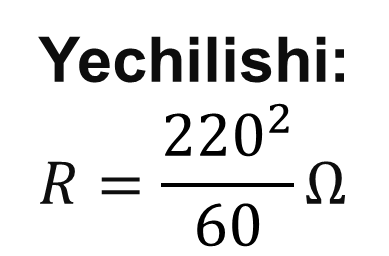 Yechilishi:
R = 220² / 60 Ω